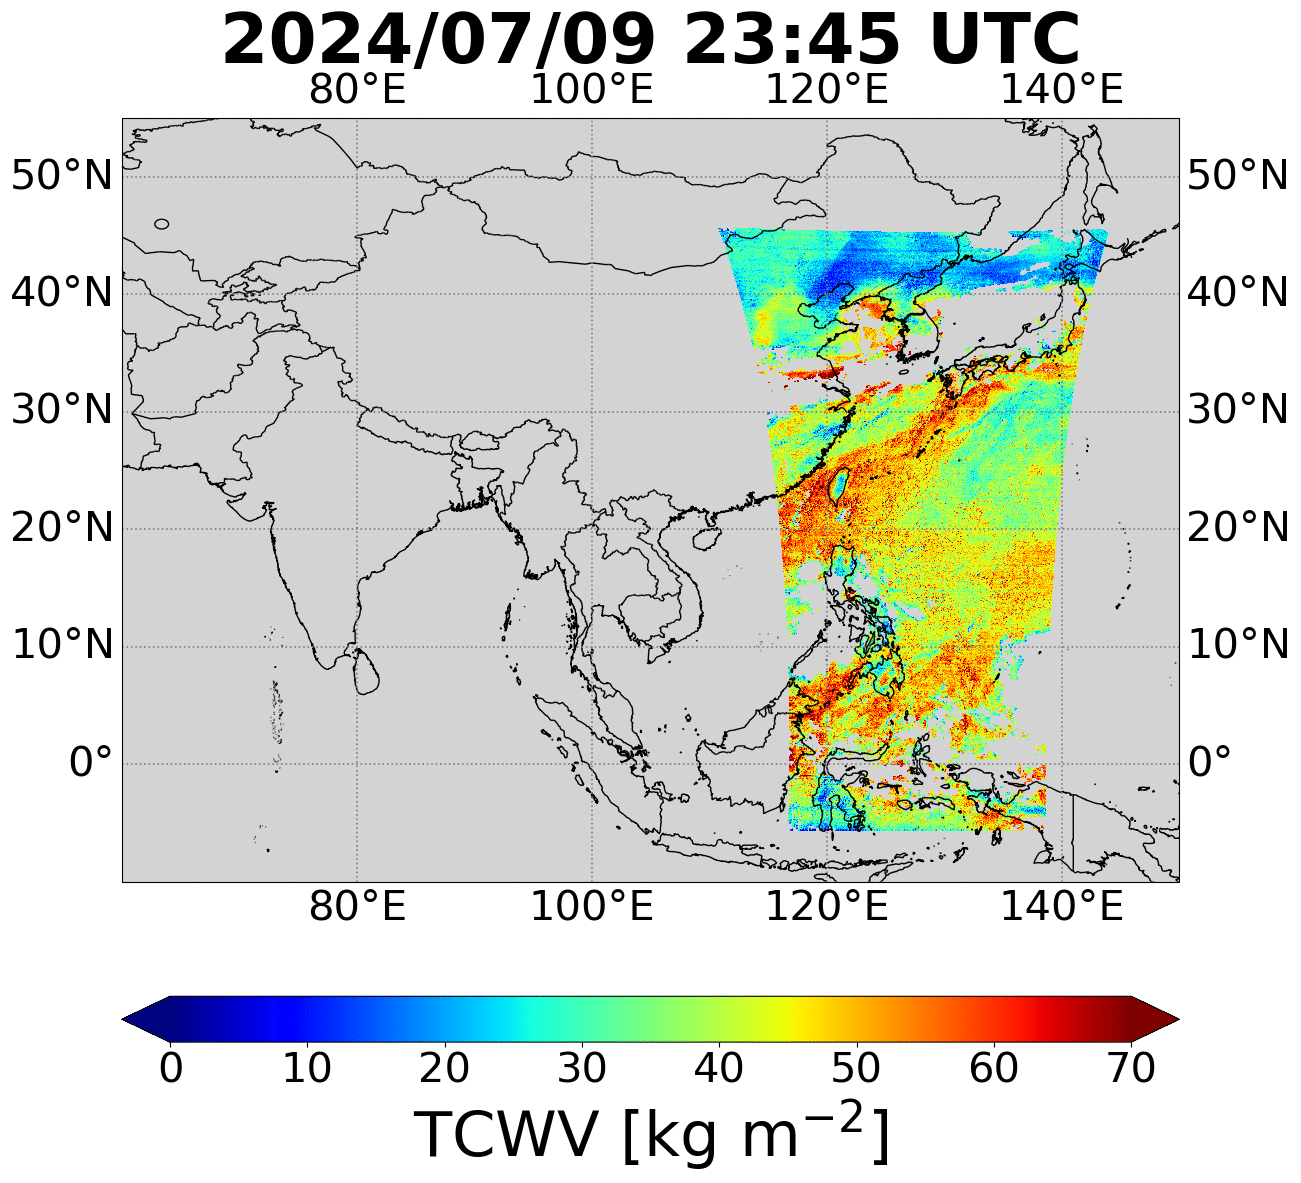 2024/07/09 23:45 UTC
80°E 100°E 120°E 140°E
50°N 50°N
40°N 40°N
30°N 30°N
20°N 20°N
10°N 10°N
0° 0°
80°E 100°E 120°E 140°E
0 10 20 30 40 50 60 70
TCWV [kg m⁻²]